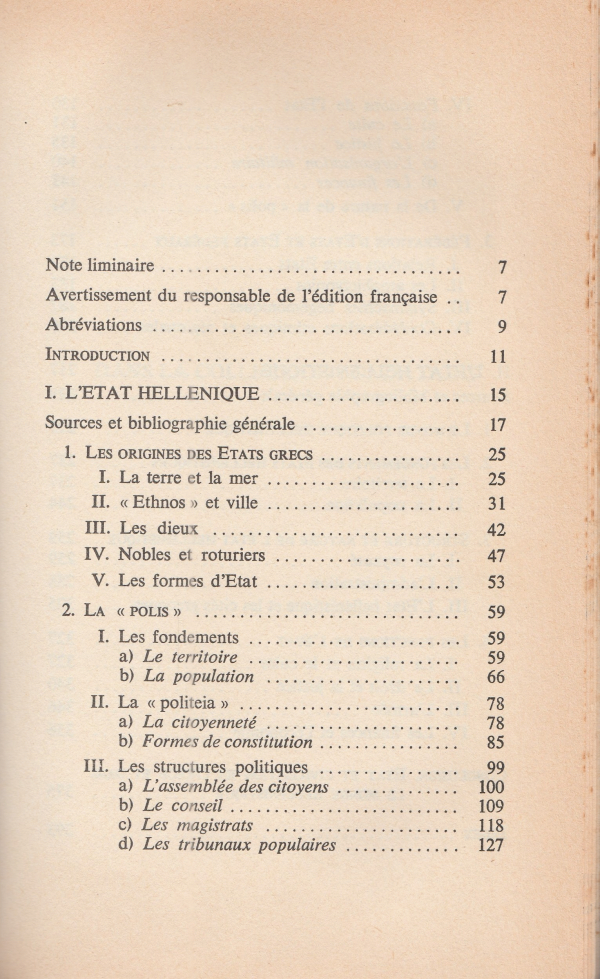 Note liminaire .................................. 7
Avertissement du responsable de l'édition française .. 7
Abréviations ................................... 9
INTRODUCTION .................................. 11
I. L'ETAT HELLENIQUE ...................... 15
Sources et bibliographie générale .................. 17
1. LES ORIGINES DES ETATS GRECS ................ 25
I. La terre et la mer ...................... 25
II. « Ethnos » et ville ...................... 31
III. Les dieux ............................ 42
IV. Nobles et roturiers ..................... 47
V. Les formes d'Etat ...................... 53
2. LA « POLIS » .............................. 59
I. Les fondements ........................ 59
a) Le territoire ........................ 59
b) La population ...................... 66
II. La « politeia » ......................... 78
a) La citoyenneté ...................... 78
b) Formes de constitution ................ 85
III. Les structures politiques ................ 99
a) L'assemblée des citoyens ............. 100
b) Le conseil .......................... 109
c) Les magistrats ....................... 118
d) Les tribunaux populaires ............. 127